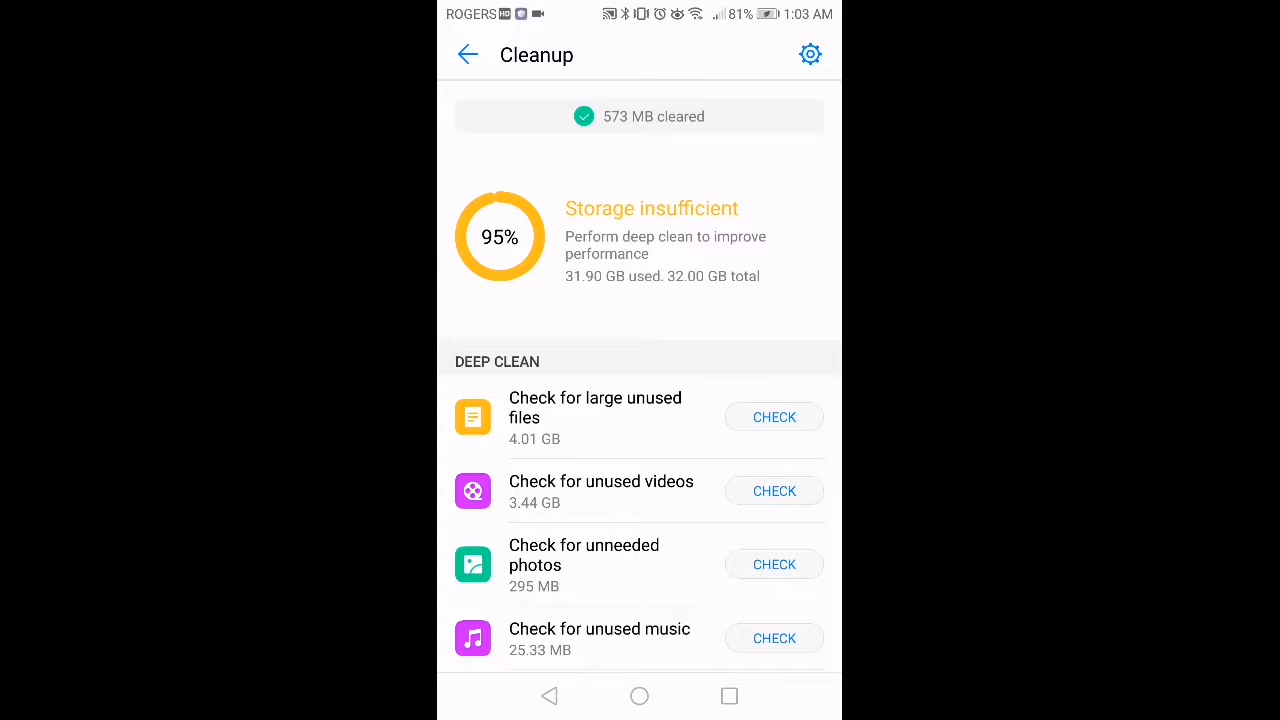 ROGERS HD 81% 1:03 AM
Cleanup
573 MB cleared
95%
Storage insufficient
Perform deep clean to improve
performance
31.90 GB used. 32.00 GB total
DEEP CLEAN
Check for large unused
files
4.01 GB
CHECK
Check for unused videos
3.44 GB
CHECK
Check for unneeded
photos
295 MB
CHECK
Check for unused music
25.33 MB
CHECK